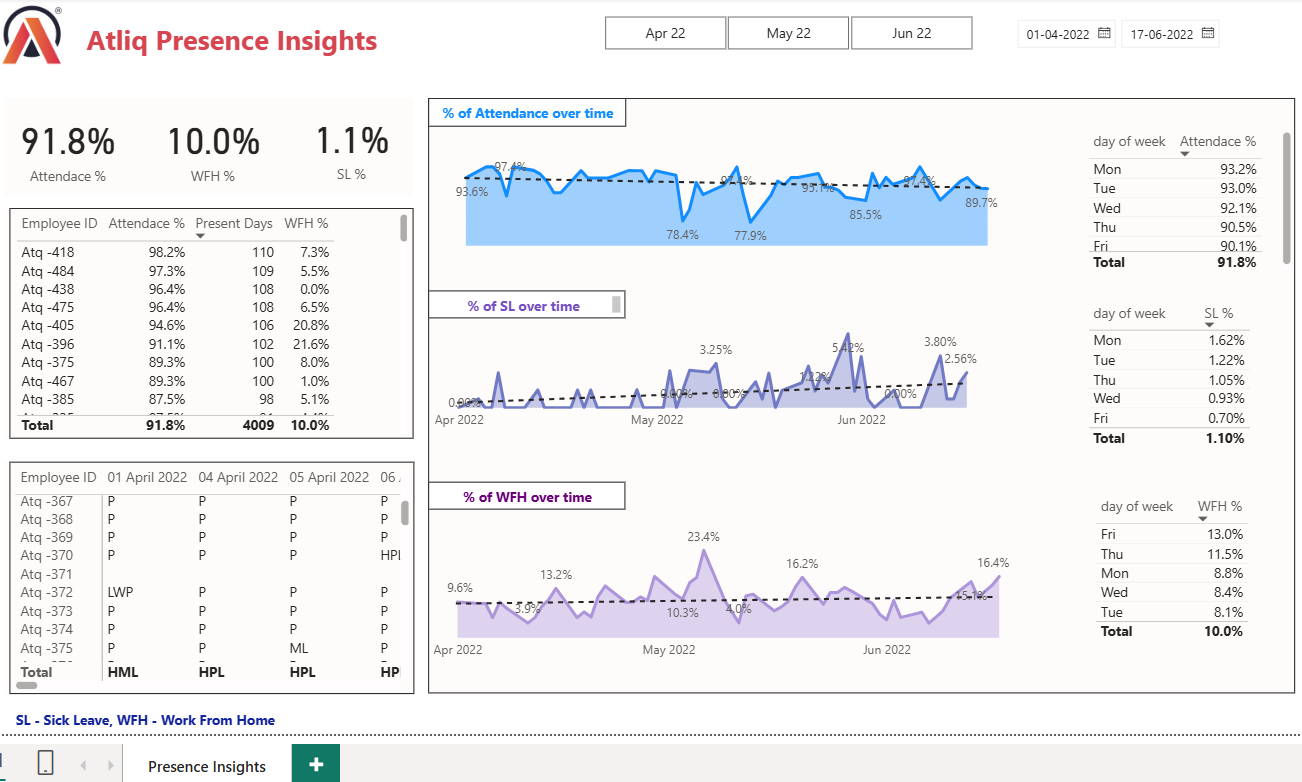 Atliq Presence Insights
Apr 22 May 22 Jun 22
01-04-2022 17-06-2022
91.8% 10.0% 1.1%
Attendace % WFH % SL %
Employee ID Attendace % Present Days WFH %
Atq -418 98.2% 110 7.3%
Atq -484 97.3% 109 5.5%
Atq -438 96.4% 108 0.0%
Atq -475 96.4% 108 6.5%
Atq -405 94.6% 106 20.8%
Atq -396 91.1% 102 21.6%
Atq -375 89.3% 100 8.0%
Atq -467 89.3% 100 1.0%
Atq -385 87.5% 98 5.1%
Total 91.8% 4009 10.0%
Employee ID 01 April 2022 04 April 2022 05 April 2022 06
Atq -367 P P P P
Atq -368 P P P P
Atq -369 P P P P
Atq -370 P P P HPL
Atq -371
Atq -372 LWP P P P
Atq -373 P P P P
Atq -374 P P P P
Atq -375 P P ML P
Total HML HPL HPL HP
% of Attendance over time
93.6% 97.4% 78.4% 97.4% 77.9% 95.1% 85.5% 97.4% 89.7%
day of week Attendace %
Mon 93.2%
Tue 93.0%
Wed 92.1%
Thu 90.5%
Fri 90.1%
Total 91.8%
% of SL over time
0.00% 0.00% 3.25% 0.00% 1.22% 5.42% 0.00% 3.80% 2.56%
Apr 2022 May 2022 Jun 2022
day of week SL %
Mon 1.62%
Tue 1.22%
Thu 1.05%
Wed 0.93%
Fri 0.70%
Total 1.10%
% of WFH over time
9.6% 3.9% 13.2% 10.3% 23.4% 4.0% 16.2% 15.1% 16.4%
Apr 2022 May 2022 Jun 2022
day of week WFH %
Fri 13.0%
Thu 11.5%
Mon 8.8%
Wed 8.4%
Tue 8.1%
Total 10.0%
SL - Sick Leave, WFH - Work From Home
Presence Insights